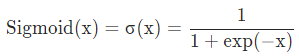 Sigmoid(x) = σ(x) = 1 / (1 + exp(−x))